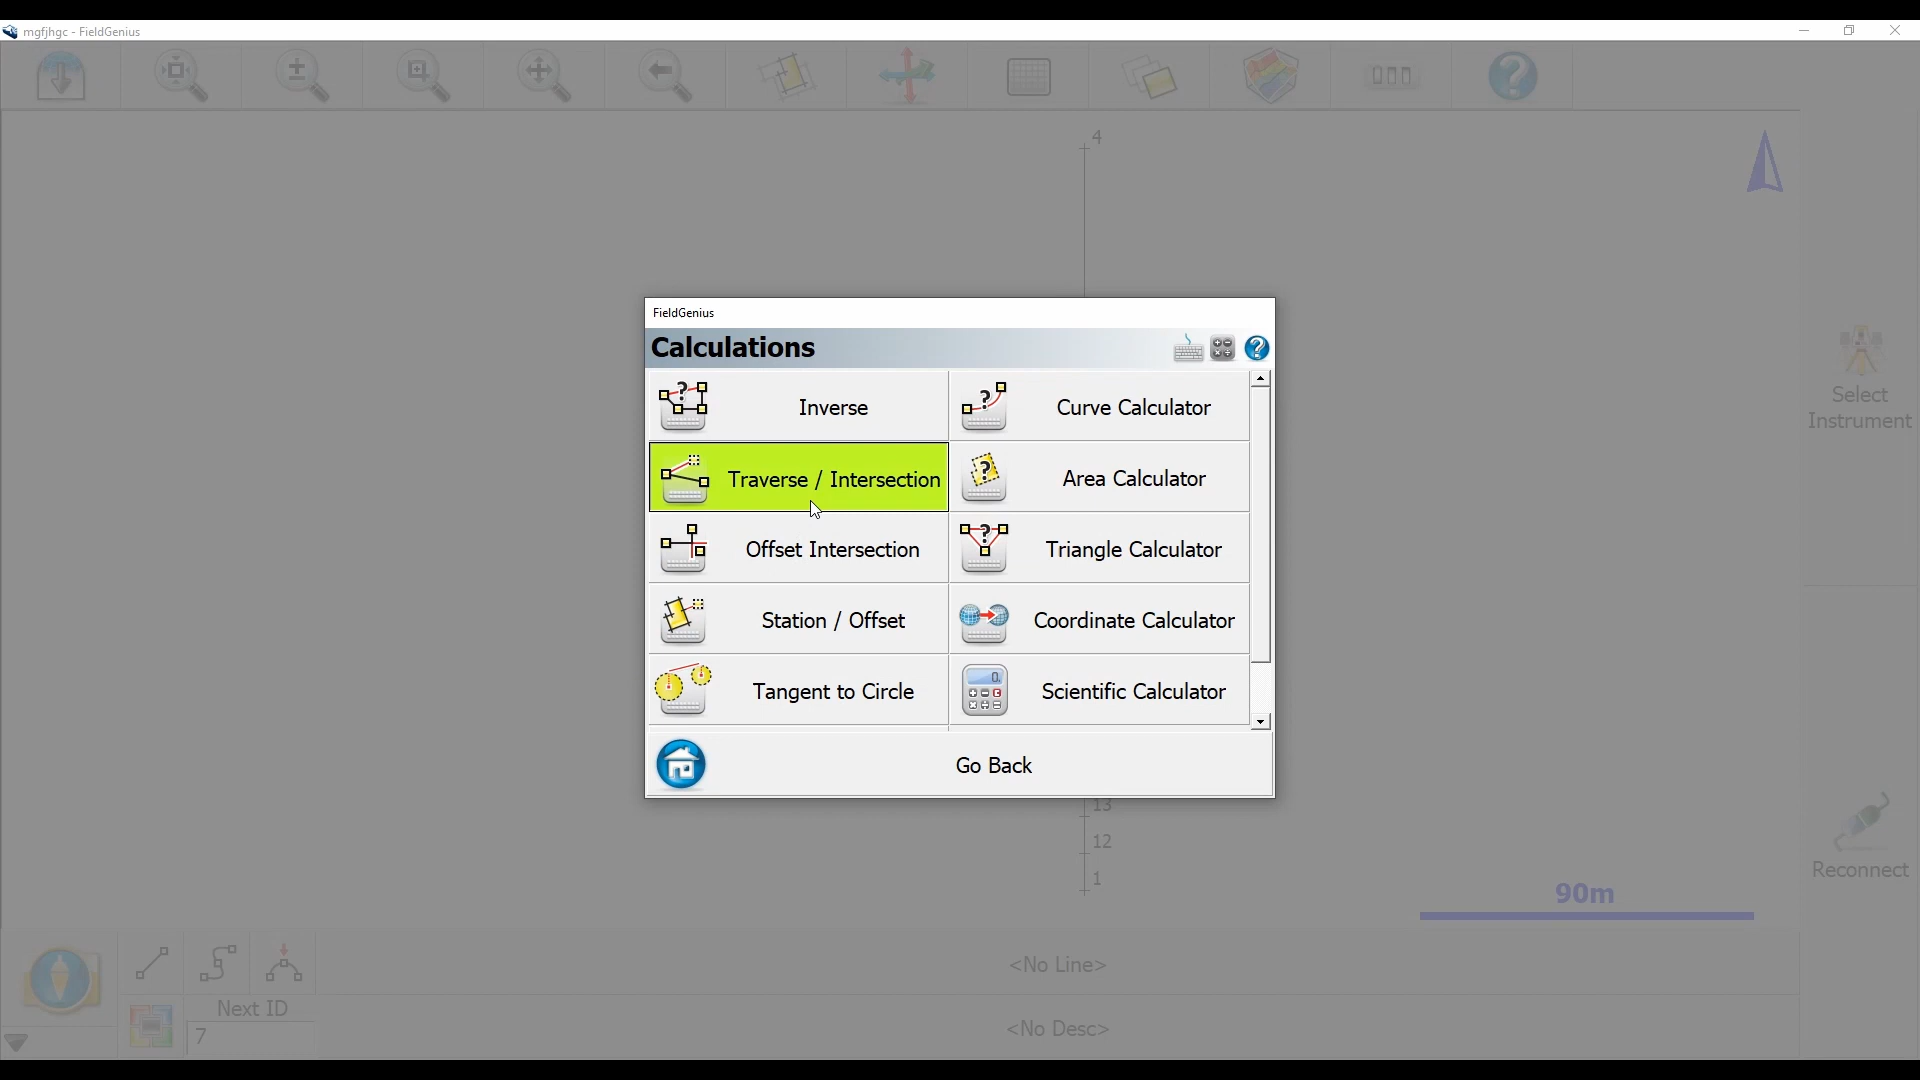 mgfjhgc - FieldGenius
4
Select
Instrument
FieldGenius
Calculations
Inverse
Curve Calculator
Traverse / Intersection
Area Calculator
Offset Intersection
Triangle Calculator
Station / Offset
Coordinate Calculator
Tangent to Circle
Scientific Calculator
Go Back
13
12
1
90m
Reconnect
<No Line>
Next ID
7
<No Desc>